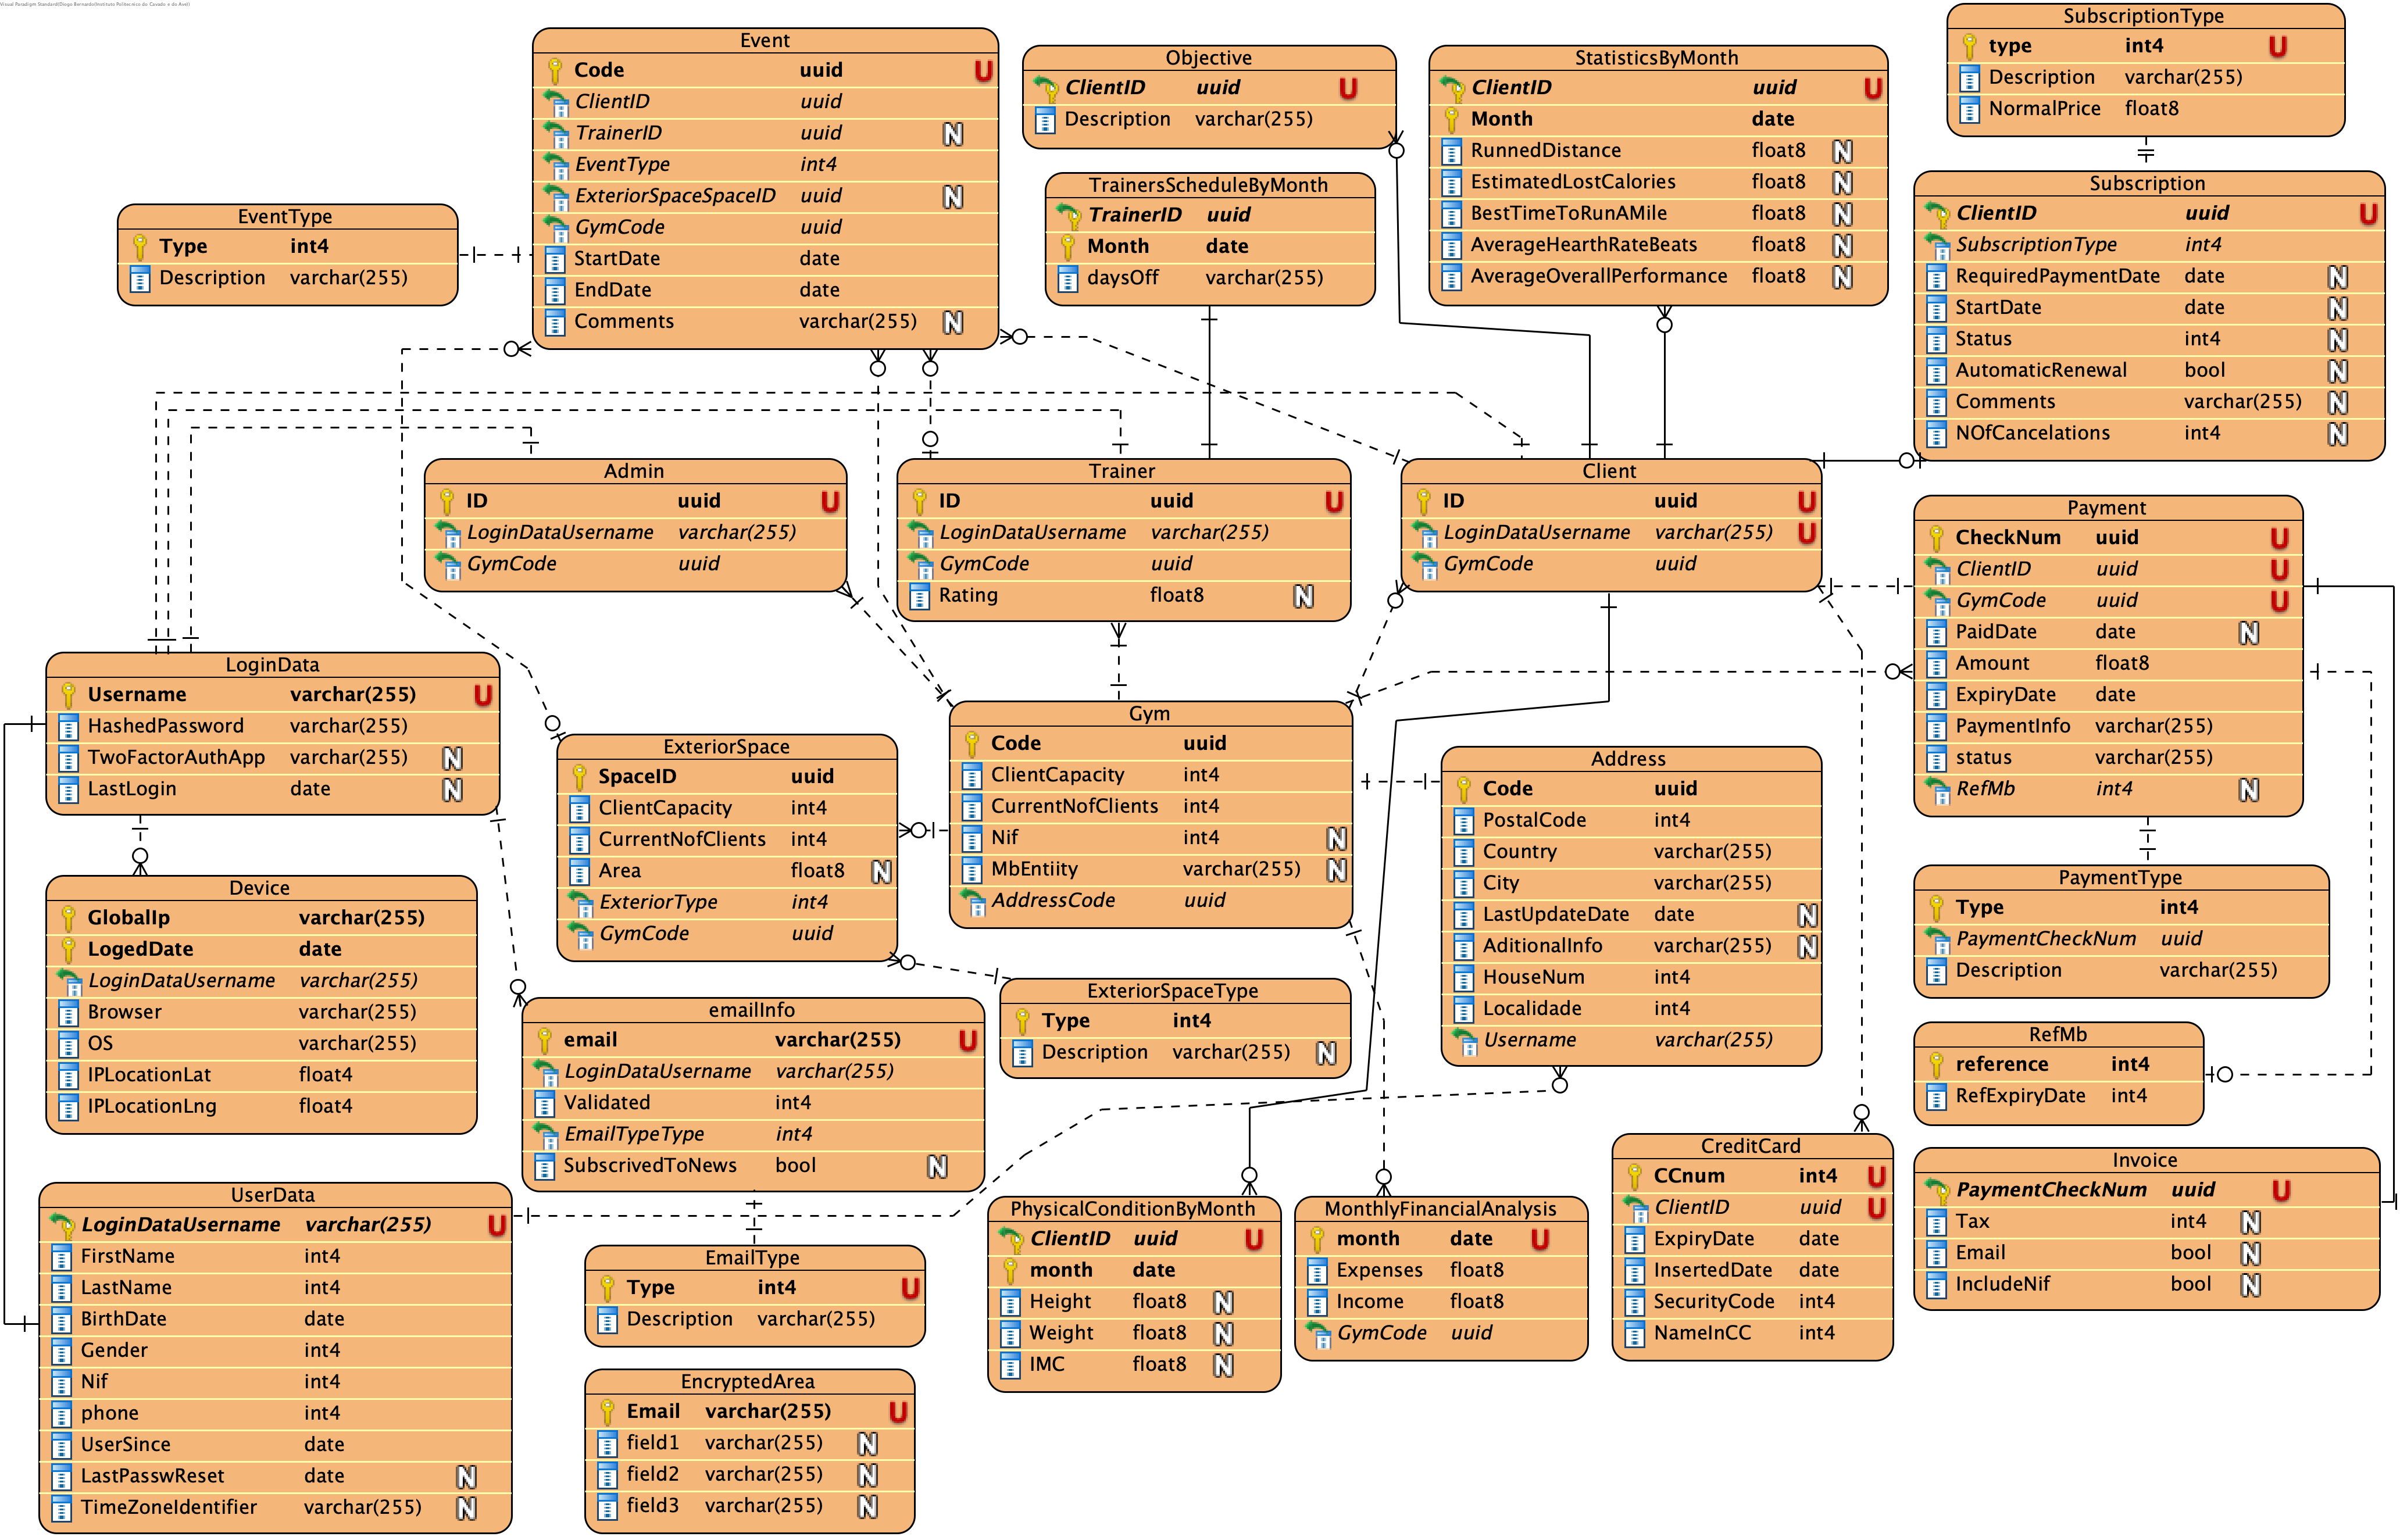 Visual Paradigm Standard(Diogo Bernardo(Instituto Politecnico do Cavado e do Ave))
Event
Code uuid U
ClientID uuid
TrainerID uuid N
EventType int4
ExteriorSpaceSpaceID uuid N
GymCode uuid
StartDate date
EndDate date
Comments varchar(255) N
Objective
ClientID uuid U
Description varchar(255)
StatisticsByMonth
ClientID uuid U
Month date
RunnedDistance float8 N
EstimatedLostCalories float8 N
BestTimeToRunAMile float8 N
AverageHearthRateBeats float8 N
AverageOverallPerformance float8 N
SubscriptionType
type int4 U
Description varchar(255)
NormalPrice float8
TrainersScheduleByMonth
TrainerID uuid
Month date
daysOff varchar(255)
Subscription
ClientID uuid U
SubscriptionType int4
RequiredPaymentDate date N
StartDate date N
Status int4 N
AutomaticRenewal bool N
Comments varchar(255) N
NOfCancelations int4 N
EventType
Type int4
Description varchar(255)
Admin
ID uuid U
LoginDataUsername varchar(255)
GymCode uuid
Trainer
ID uuid U
LoginDataUsername varchar(255)
GymCode uuid
Rating float8 N
Client
ID uuid U
LoginDataUsername varchar(255) U
GymCode uuid
Payment
CheckNum uuid U
ClientID uuid U
GymCode uuid U
PaidDate date N
Amount float8
ExpiryDate date
PaymentInfo varchar(255)
status varchar(255)
RefMb int4 N
LoginData
Username varchar(255) U
HashedPassword varchar(255)
TwoFactorAuthApp varchar(255) N
LastLogin date N
ExteriorSpace
SpaceID uuid
ClientCapacity int4
CurrentNofClients int4
Area float8 N
ExteriorType int4
GymCode uuid
Gym
Code uuid
ClientCapacity int4
CurrentNofClients int4
Nif int4 N
MbEntiity varchar(255) N
AddressCode uuid
Address
Code uuid
PostalCode int4
Country varchar(255)
City varchar(255)
LastUpdateDate date N
AditionalInfo varchar(255) N
HouseNum int4
Localidade int4
Username varchar(255)
PaymentType
Type int4
PaymentCheckNum uuid
Description varchar(255)
Device
GlobalIp varchar(255)
LogedDate date
LoginDataUsername varchar(255)
Browser varchar(255)
OS varchar(255)
IPLocationLat float4
IPLocationLng float4
emailInfo
email varchar(255) U
LoginDataUsername varchar(255)
Validated int4
EmailTypeType int4
SubscrivedToNews bool N
ExteriorSpaceType
Type int4
Description varchar(255) N
RefMb
reference int4
RefExpiryDate int4
UserData
LoginDataUsername varchar(255) U
FirstName int4
LastName int4
BirthDate date
Gender int4
Nif int4
phone int4
UserSince date
LastPasswReset date N
TimeZoneIdentifier varchar(255) N
EmailType
Type int4 U
Description varchar(255)
EncryptedArea
Email varchar(255) U
field1 varchar(255) N
field2 varchar(255) N
field3 varchar(255) N
PhysicalConditionByMonth
ClientID uuid U
month date
Height float8 N
Weight float8 N
IMC float8 N
MonthlyFinancialAnalysis
month date U
Expenses float8
Income float8
GymCode uuid
CreditCard
CCnum int4 U
ClientID uuid U
ExpiryDate date
InsertedDate date
SecurityCode int4
NameInCC int4
Invoice
PaymentCheckNum uuid U
Tax int4 N
Email bool N
IncludeNif bool N